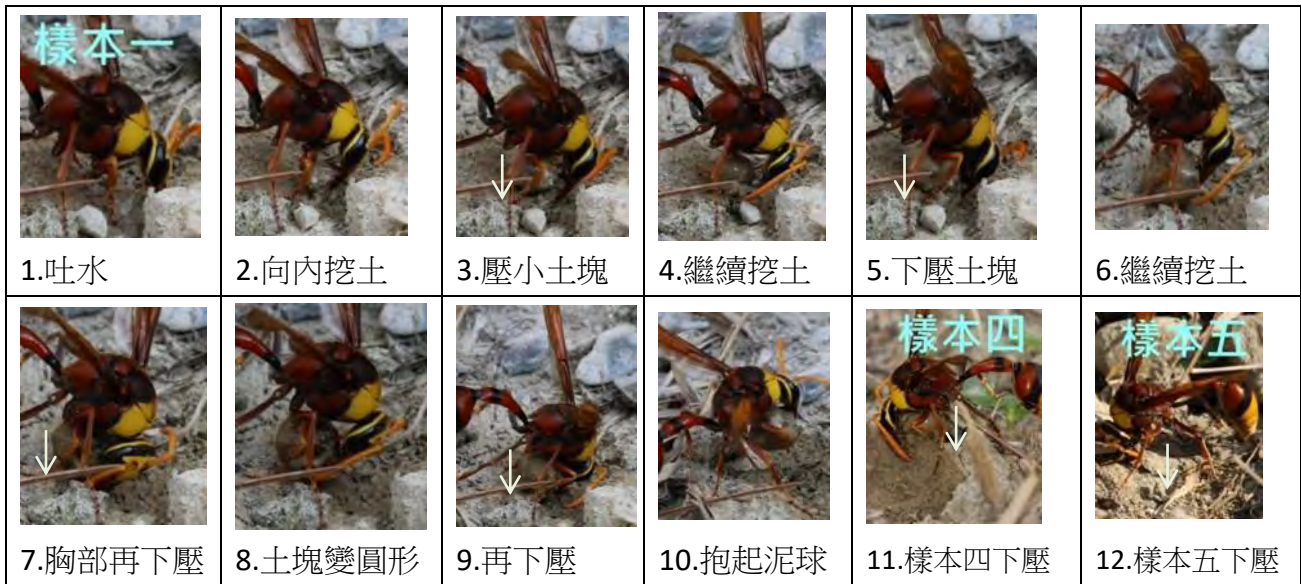 樣本一
1.吐水
2.向內挖土
3.壓小土塊
4.繼續挖土
5.下壓土塊
6.繼續挖土
7.胸部再下壓
8.土塊變圓形
9.再下壓
10.抱起泥球
樣本四
11.樣本四下壓
樣本五
12.樣本五下壓